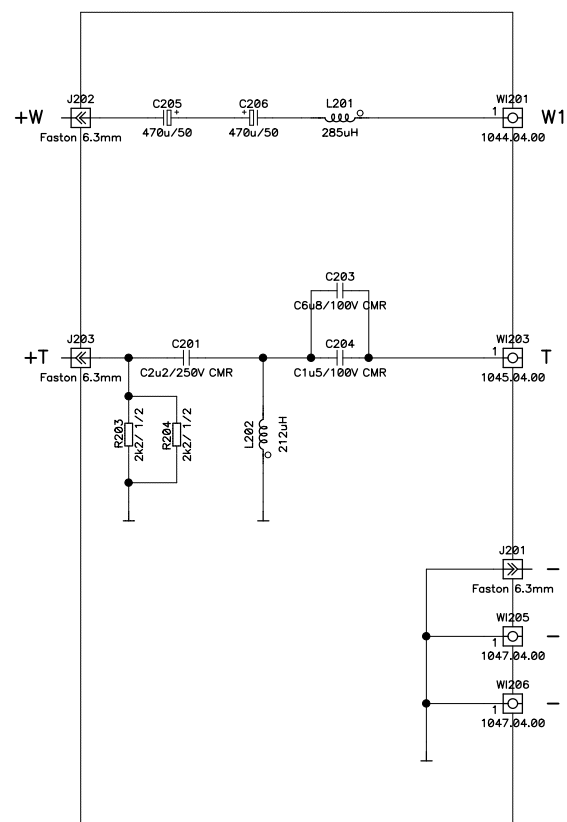 J202 C205 C206 L201 WI201
+W + + 1 W1
Faston 6.3mm 470u/50 470u/50 285uH 1044.04.00
C203
C6u8/100V CMR
J203 C201 C204 WI203
+T 1 T
Faston 6.3mm C2u2/250V CMR C1u5/100V CMR 1045.04.00
R203
2k2/ 1/2
R204
2k2/ 1/2
L202
212uH
J201
–
Faston 6.3mm
WI205
1 –
1047.04.00
WI206
1 –
1047.04.00